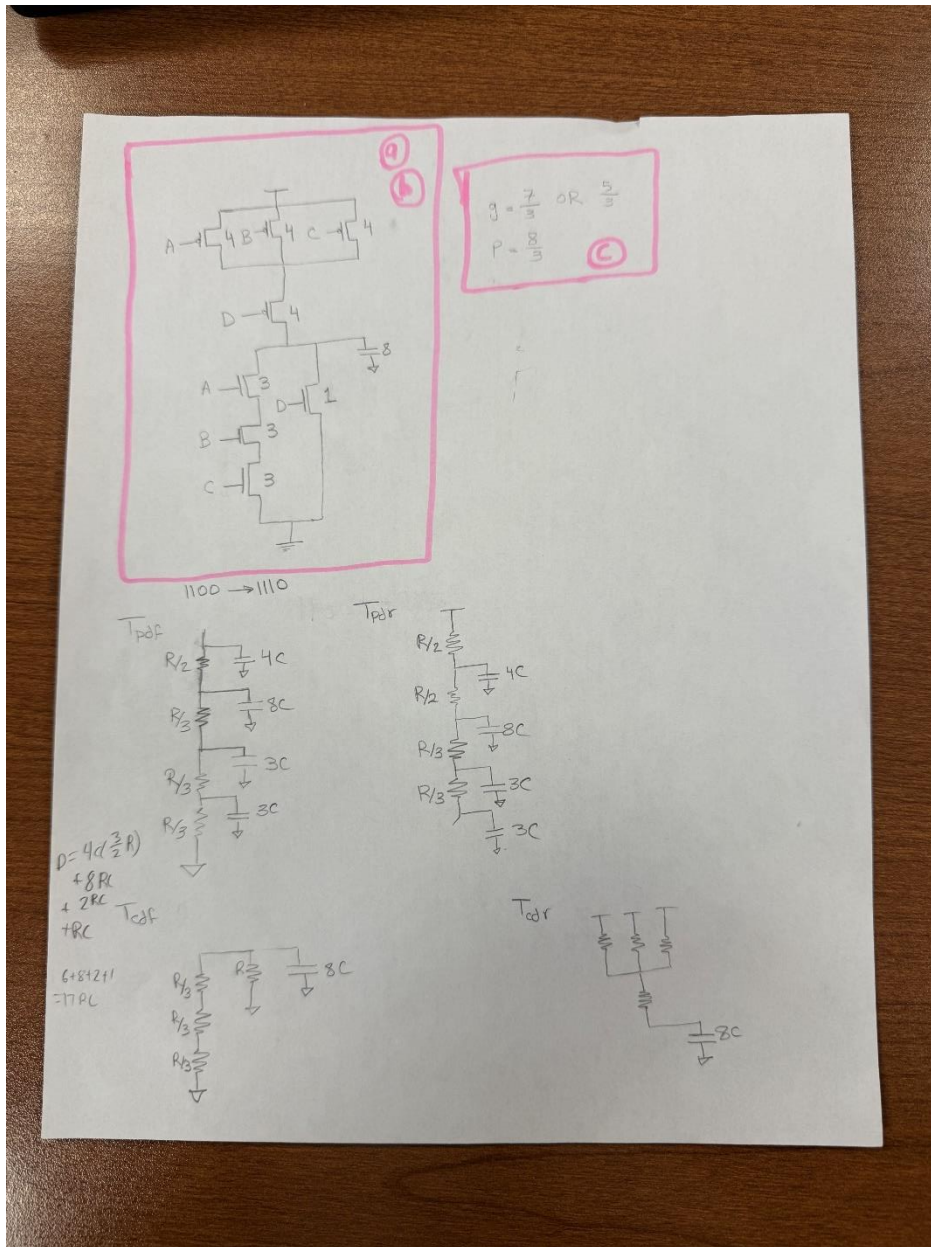 a
b
A 4 B 4 C 4
D 4
8
A 3
D 1
B 3
C 3
g = 7/3 OR 5/3
P = 8/3
C
1100 → 1110
Tpdf
R/2 4C
8C
R/3
3C
R/3
3C
R/3
Tpdr
R/2
4C
R/2
8C
R/3
3C
R/3
3C
D = 4C(3/2 R)
+ 8RC
+ 2RC
+ RC
6+8+2+1
= 17RC
Tcdf
R/3 R 8C
R/3
R/3
Tcdr
8C